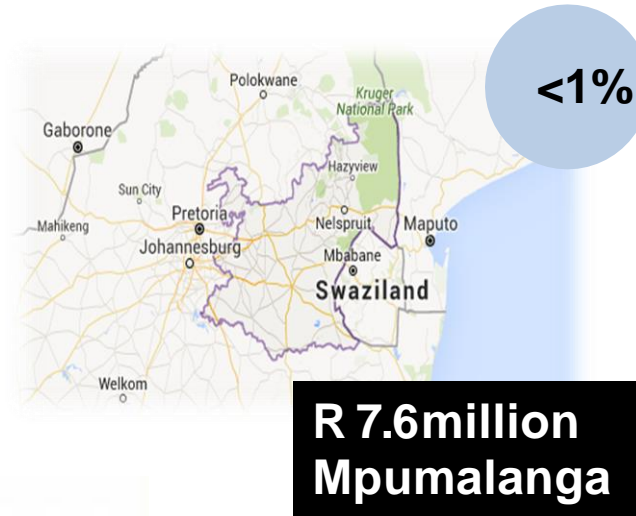 <1%
Polokwane
Kruger
National Park
Gaborone
Hazyview
Sun City
Pretoria
Nelspruit
Maputo
Mahikeng
Johannesburg
Mbabane
Swaziland
Welkom
R 7.6million
Mpumalanga